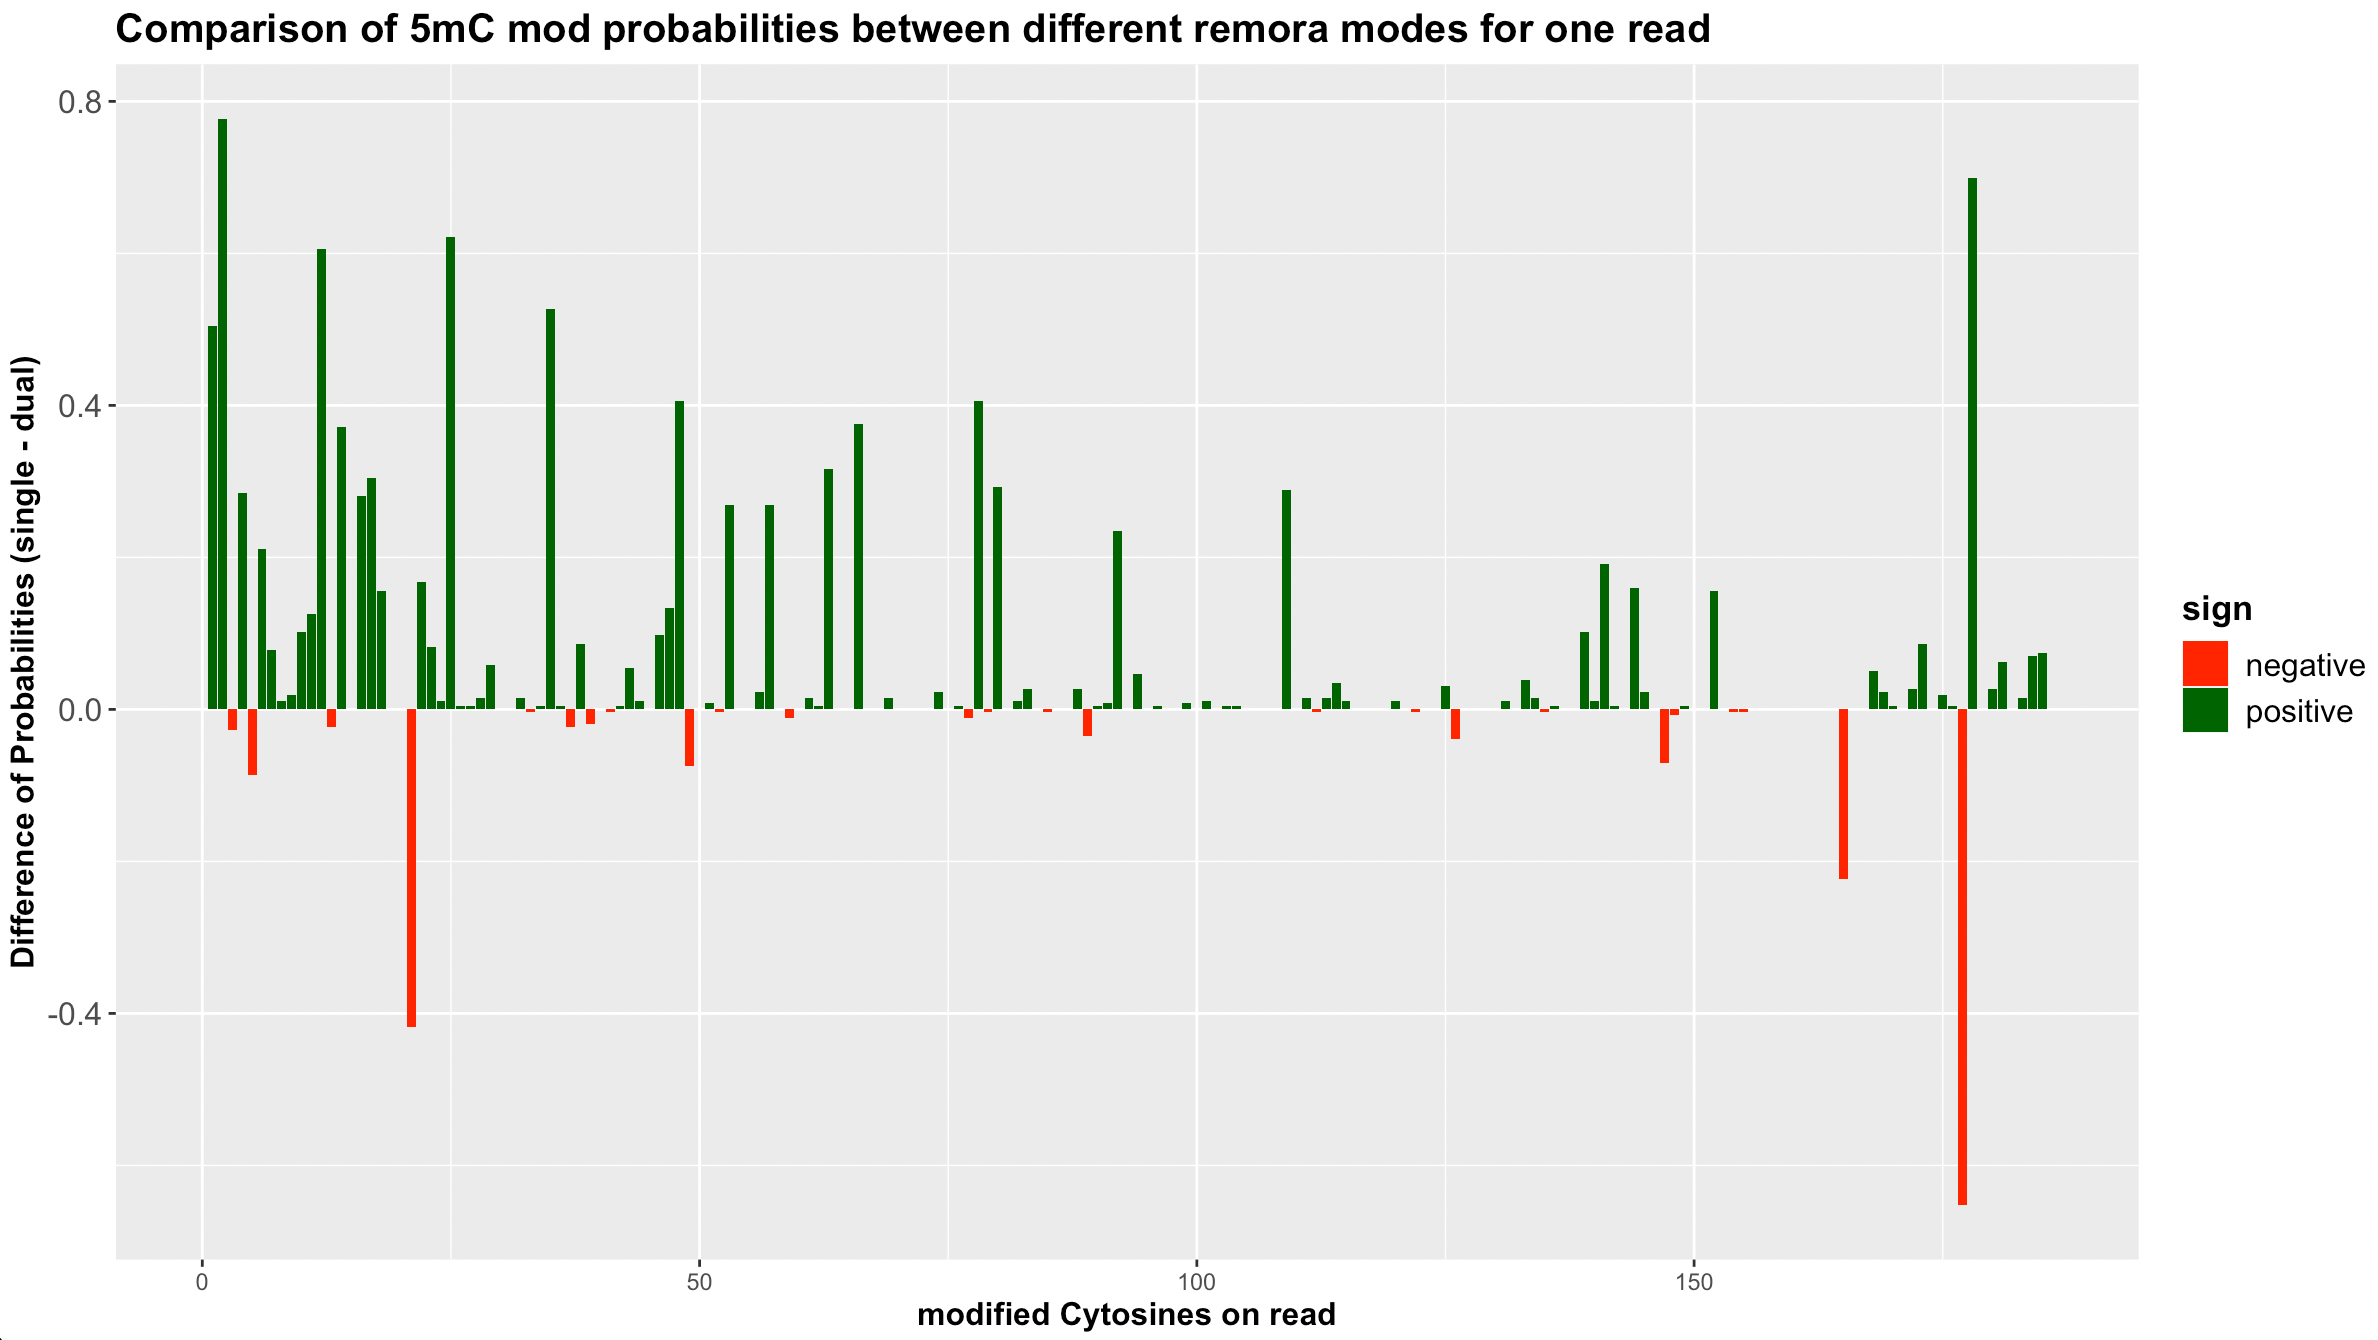 Comparison of 5mC mod probabilities between different remora modes for one read
Difference of Probabilities (single - dual)
0.8
0.4
0.0
-0.4
0
50
100
150
modified Cytosines on read
sign
negative
positive